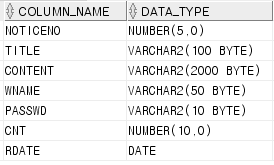 COLUMN_NAME DATA_TYPE
NOTICENO NUMBER(5,0)
TITLE VARCHAR2(100 BYTE)
CONTENT VARCHAR2(2000 BYTE)
WNAME VARCHAR2(50 BYTE)
PASSWD VARCHAR2(10 BYTE)
CNT NUMBER(10,0)
RDATE DATE